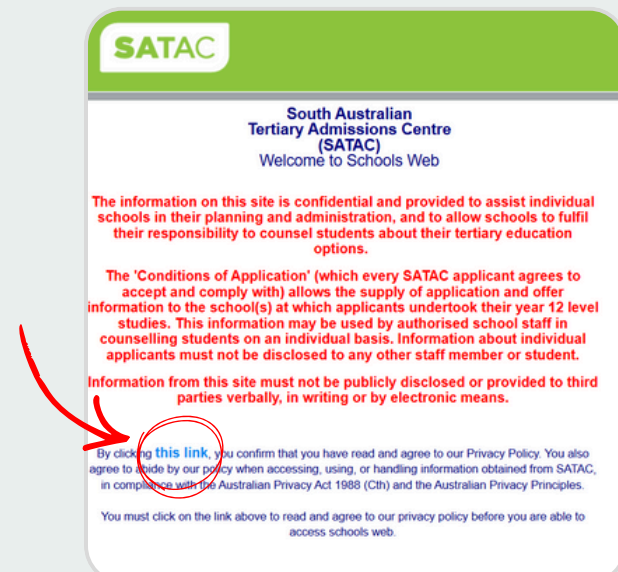 SATAC
South Australian
Tertiary Admissions Centre
(SATAC)
Welcome to Schools Web
The information on this site is confidential and provided to assist individual
schools in their planning and administration, and to allow schools to fulfil
their responsibility to counsel students about their tertiary education
options.
The 'Conditions of Application' (which every SATAC applicant agrees to
accept and comply with) allows the supply of application and offer
information to the school(s) at which applicants undertook their year 12 level
studies. This information may be used by authorised school staff in
counselling students on an individual basis. Information about individual
applicants must not be disclosed to any other staff member or student.
Information from this site must not be publicly disclosed or provided to third
parties verbally, in writing or by electronic means.
By clicking this link, you confirm that you have read and agree to our Privacy Policy. You also
agree to abide by our policy when accessing, using, or handling information obtained from SATAC,
in compliance with the Australian Privacy Act 1988 (Cth) and the Australian Privacy Principles.
You must click on the link above to read and agree to our privacy policy before you are able to
access schools web.